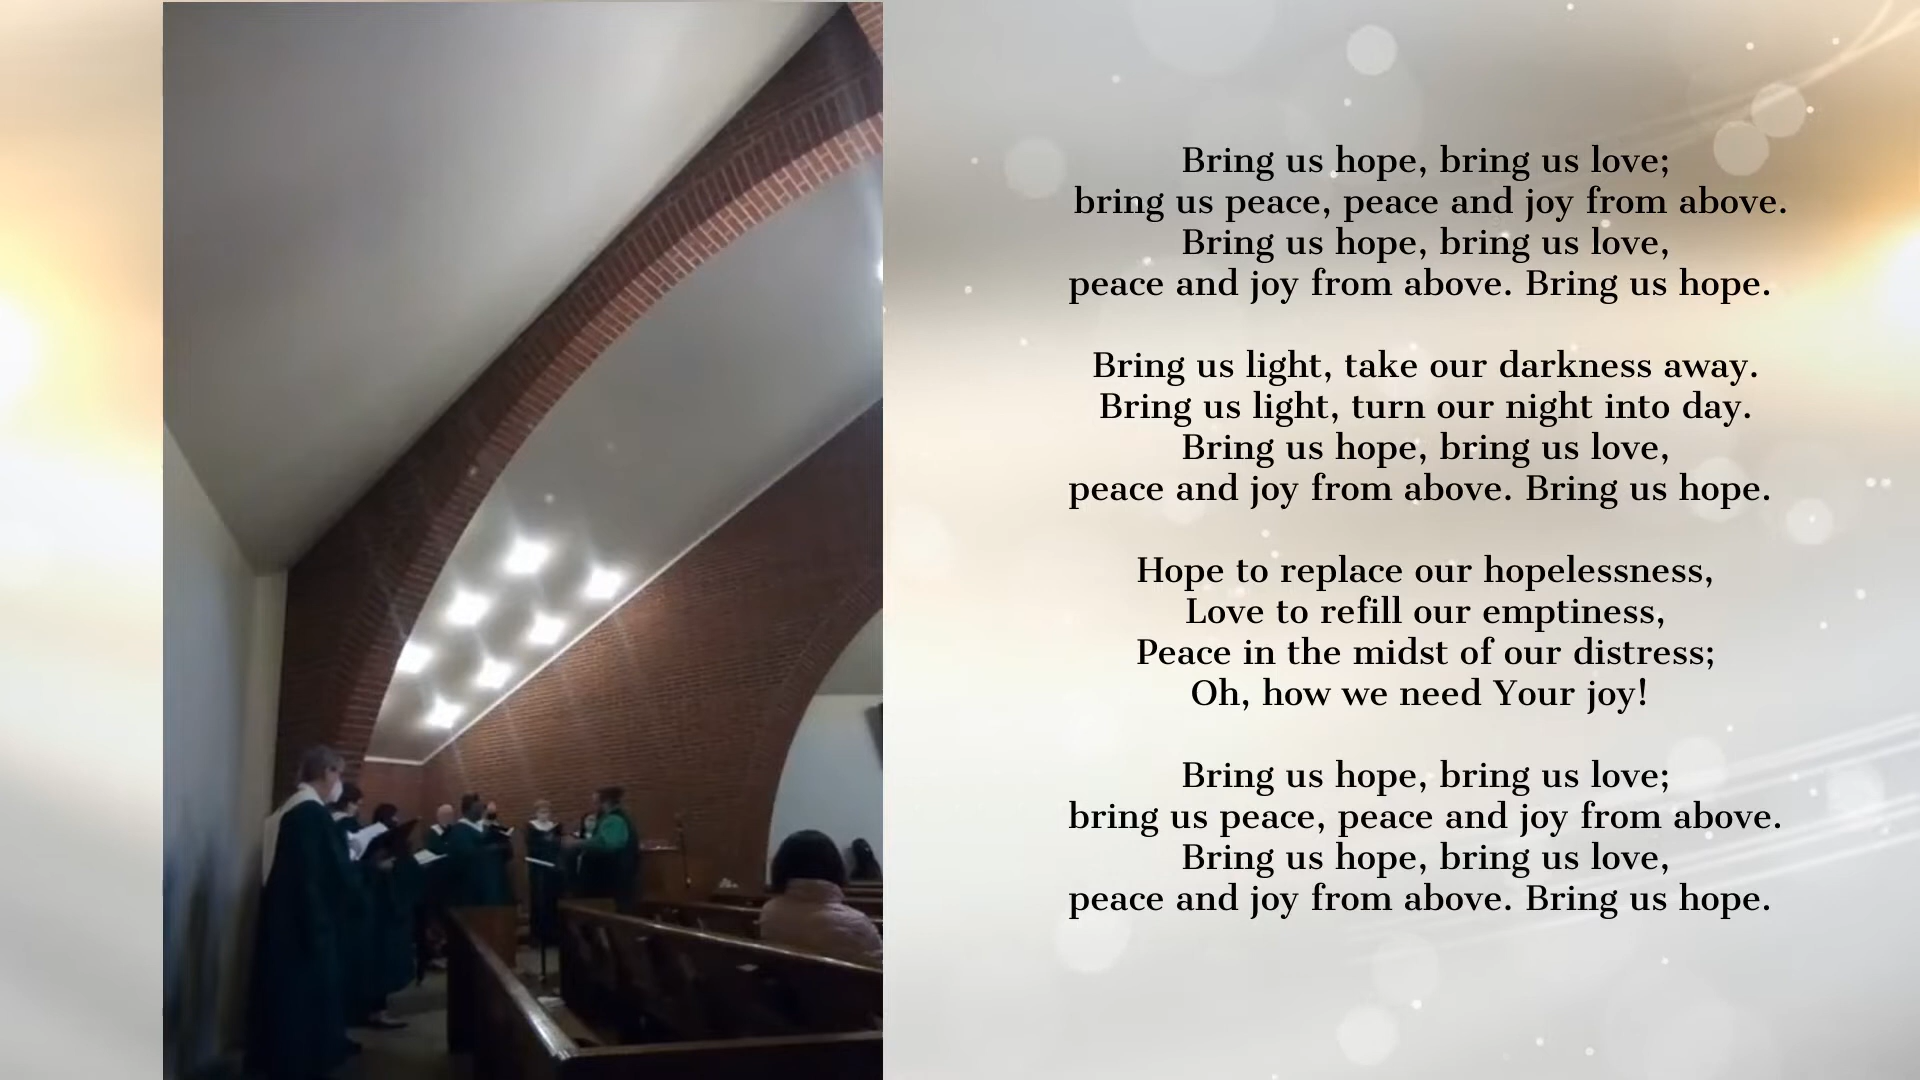 Bring us hope, bring us love;
bring us peace, peace and joy from above.
Bring us hope, bring us love,
peace and joy from above. Bring us hope.
Bring us light, take our darkness away.
Bring us light, turn our night into day.
Bring us hope, bring us love,
peace and joy from above. Bring us hope.
Hope to replace our hopelessness,
Love to refill our emptiness,
Peace in the midst of our distress;
Oh, how we need Your joy!
Bring us hope, bring us love;
bring us peace, peace and joy from above.
Bring us hope, bring us love,
peace and joy from above. Bring us hope.